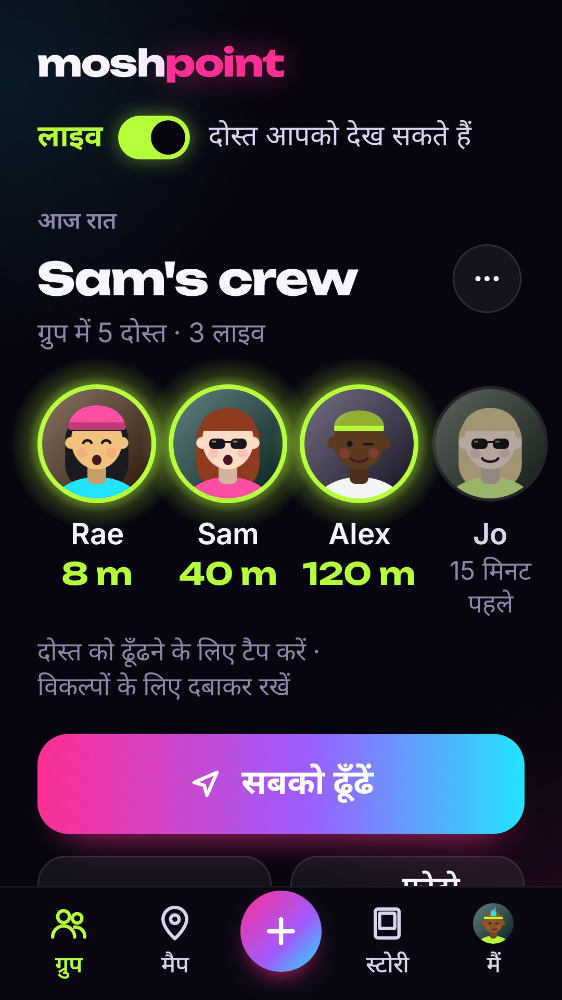 moshpoint
लाइव दोस्त आपको देख सकते हैं
आज रात
Sam's crew
ग्रुप में 5 दोस्त · 3 लाइव
Rae Sam Alex Jo
8 m 40 m 120 m 15 मिनट
पहले
दोस्त को ढूँढने के लिए टैप करें ·
विकल्पों के लिए दबाकर रखें
सबको ढूँढें
ग्रुप मैप स्टोरी मैं